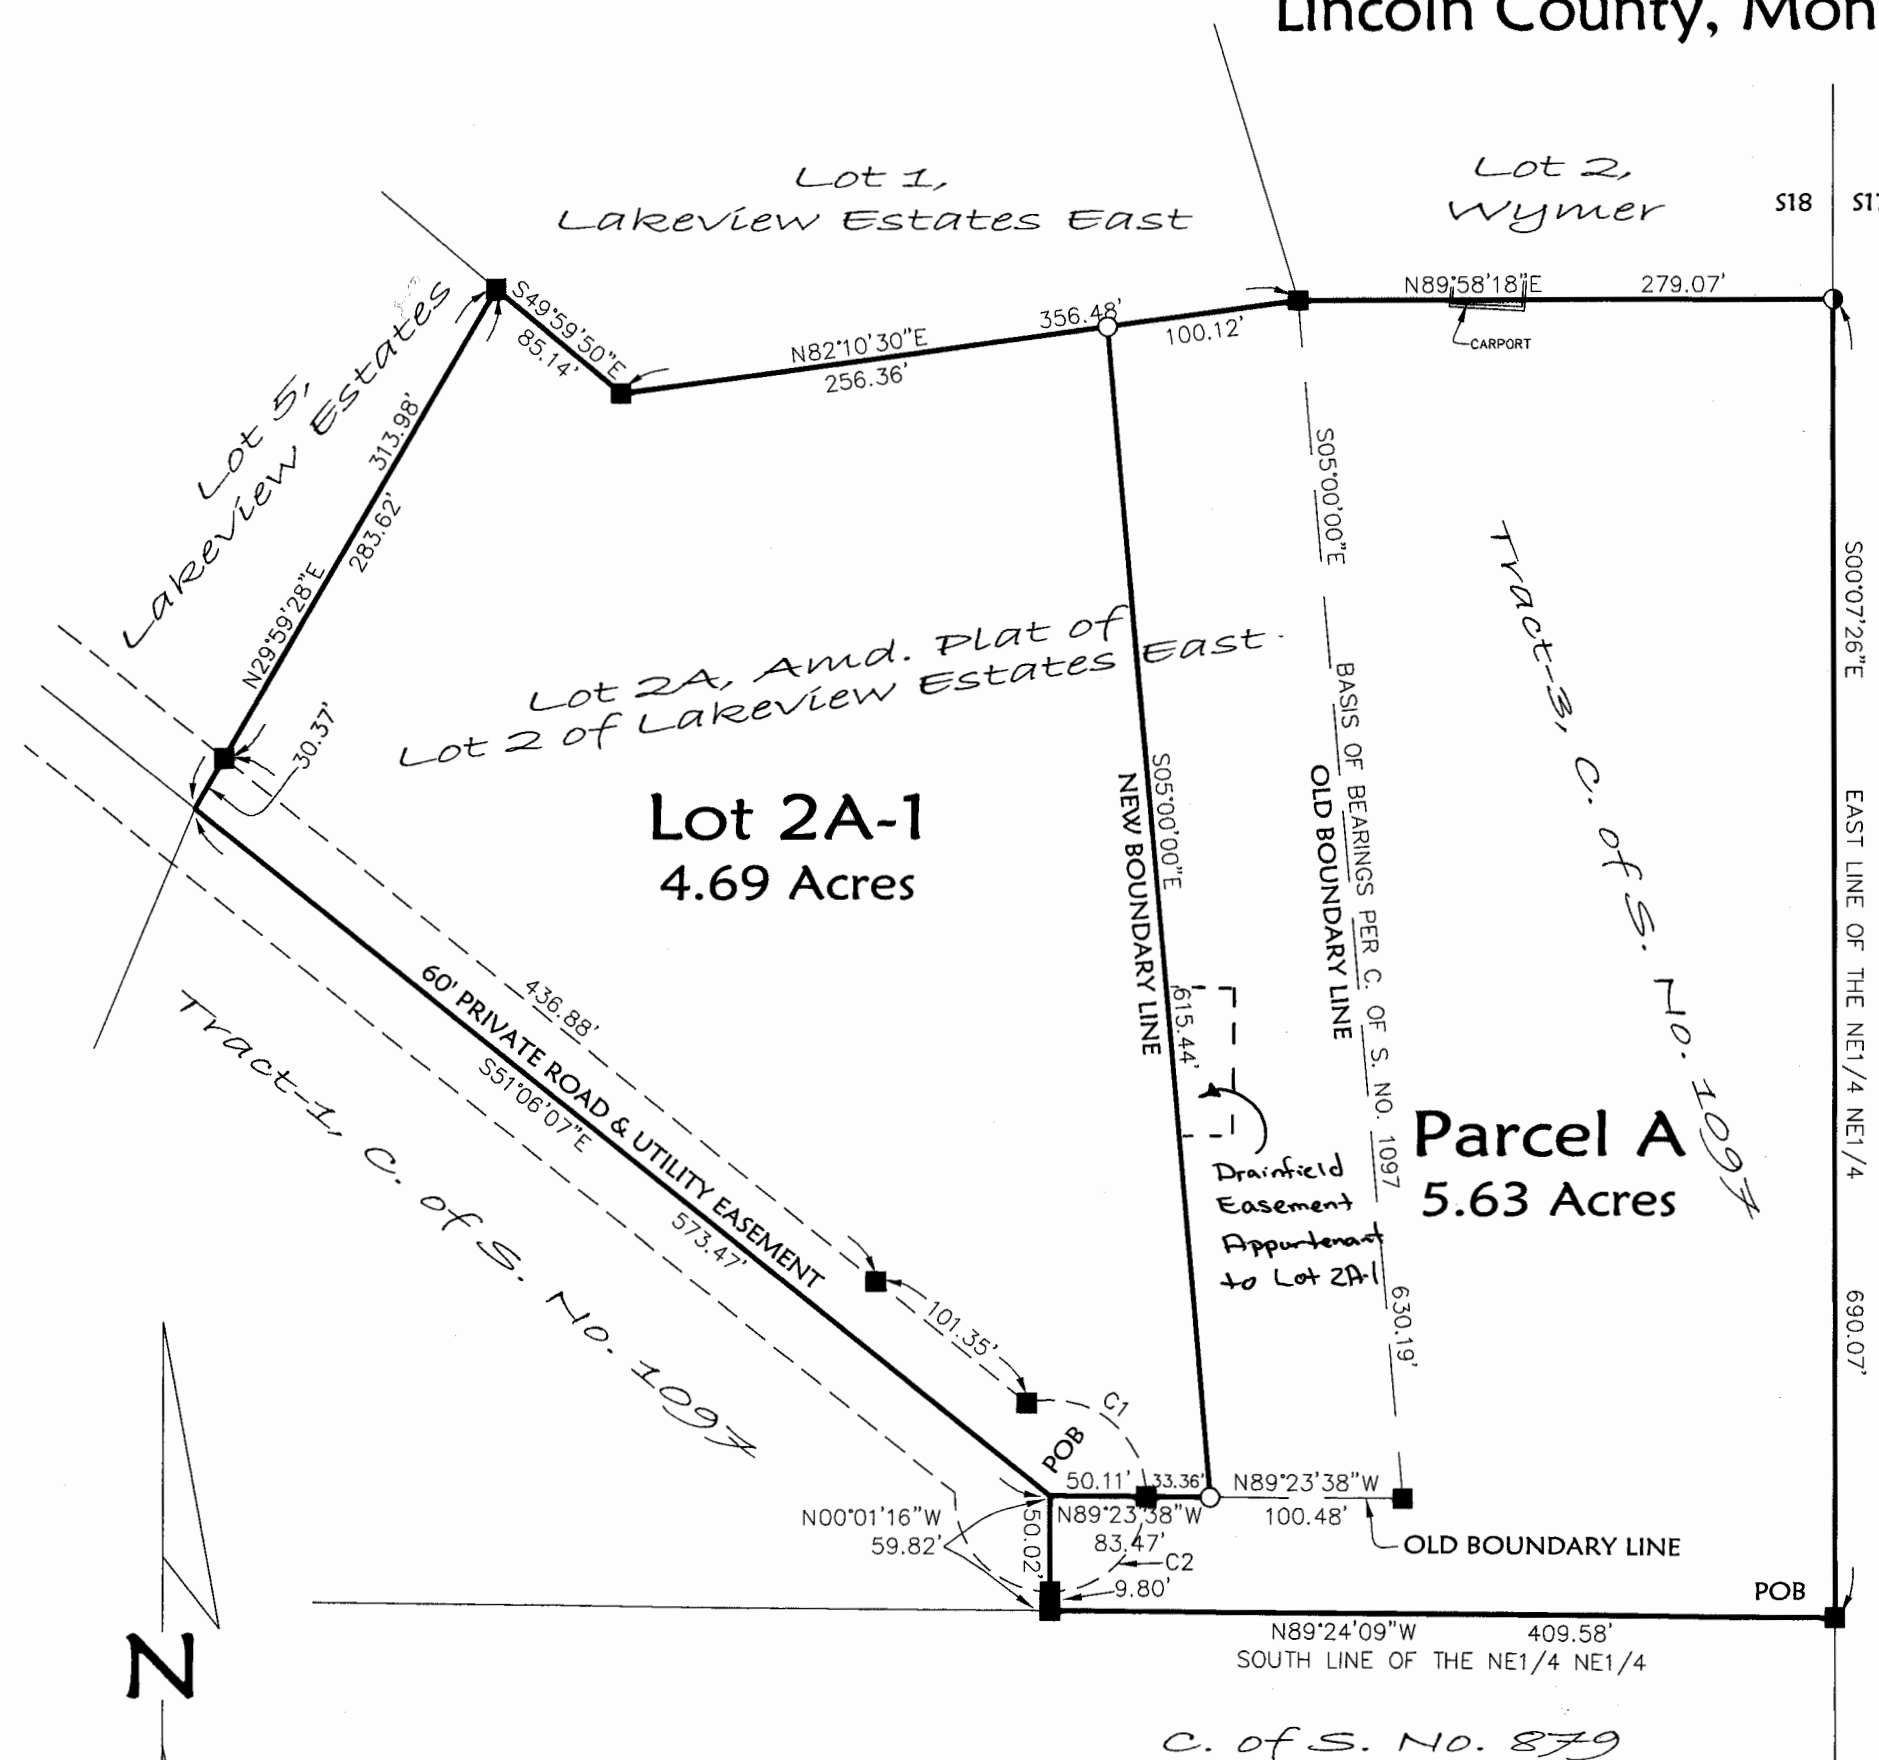 Lincoln County, Mon
Lot 1,
Lakeview Estates East
Lot 2,
Wymer
S18
S17
N89°58'18"E
279.07'
CARPORT
S49°59'50"E
85.14'
356.48'
N82°10'30"E
256.36'
100.12'
Lot 5,
Lakeview Estates
313.98'
283.62'
N29°59'28"E
30.37'
S05°00'00"E
BASIS OF BEARINGS PER C. OF S. NO. 1097
630.19'
OLD BOUNDARY LINE
Tract-3, C. of S. No. 1097
S00°07'26"E
EAST LINE OF THE NE1/4 NE1/4
690.07'
Lot 2A, Amd. Plat of
Lot 2 of Lakeview Estates East
Lot 2A-1
4.69 Acres
S05°00'00"E
615.44'
NEW BOUNDARY LINE
436.88'
60' PRIVATE ROAD & UTILITY EASEMENT
S51°06'07"E
573.47'
Tract-1, C. of S. No. 1097
Parcel A
5.63 Acres
Drainfield
Easement
Appurtenant
to Lot 2A-1
101.35'
C1
POB
50.11'
33.36'
N89°23'38"W
100.48'
N89°23'38"W
83.47'
N00°01'16"W
59.82'
50.02'
C2
9.80'
OLD BOUNDARY LINE
POB
N89°24'09"W
409.58'
SOUTH LINE OF THE NE1/4 NE1/4
N
C. of S. No. 879